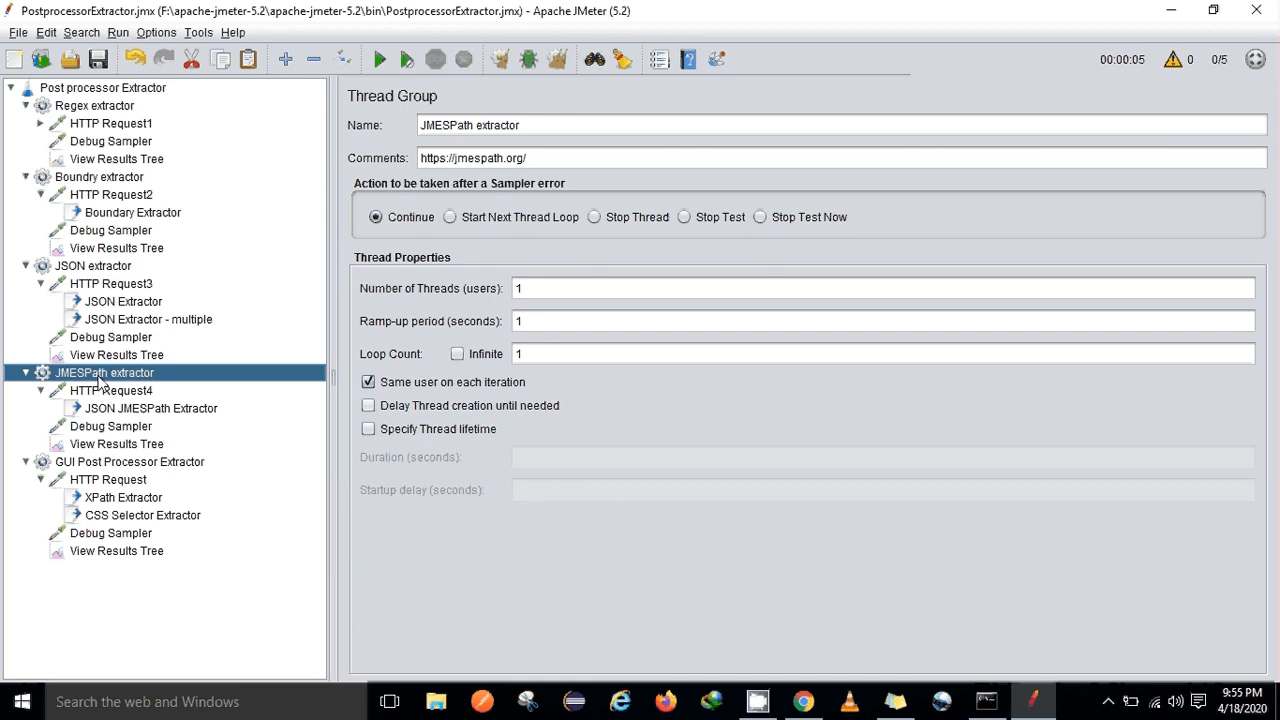 PostprocessorExtractor.jmx (F:\apache-jmeter-5.2\apache-jmeter-5.2\bin\PostprocessorExtractor.jmx) - Apache JMeter (5.2)
File Edit Search Run Options Tools Help
00:00:05 0 0/5
Post processor Extractor
Regex extractor
HTTP Request1
Debug Sampler
View Results Tree
Boundry extractor
HTTP Request2
Boundary Extractor
Debug Sampler
View Results Tree
JSON extractor
HTTP Request3
JSON Extractor
JSON Extractor - multiple
Debug Sampler
View Results Tree
JMESPath extractor
HTTP Request4
JSON JMESPath Extractor
Debug Sampler
View Results Tree
GUI Post Processor Extractor
HTTP Request
XPath Extractor
CSS Selector Extractor
Debug Sampler
View Results Tree
Thread Group
Name: JMESPath extractor
Comments: https://jmespath.org/
Action to be taken after a Sampler error
Continue Start Next Thread Loop Stop Thread Stop Test Stop Test Now
Thread Properties
Number of Threads (users): 1
Ramp-up period (seconds): 1
Loop Count: Infinite 1
Same user on each iteration
Delay Thread creation until needed
Specify Thread lifetime
Duration (seconds):
Startup delay (seconds):
Search the web and Windows
9:55 PM
4/18/2020